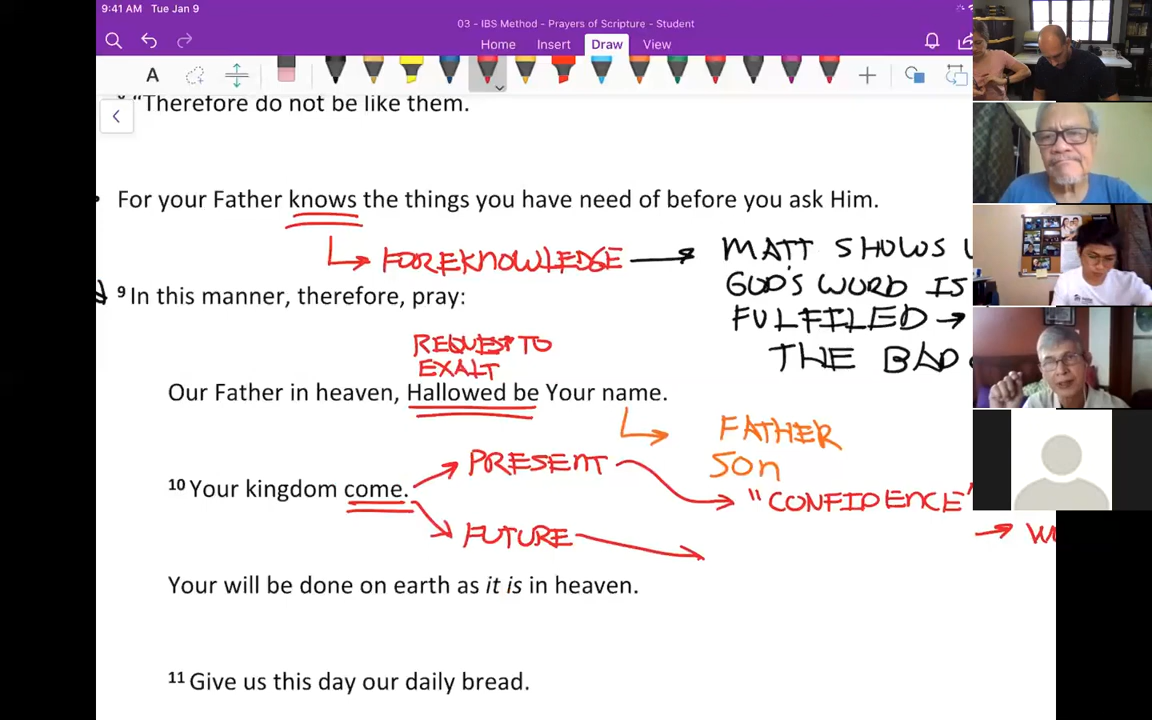 9:41 AM Tue Jan 9
03 - IBS Method - Prayers of Scripture - Student
Home Insert Draw View
"Therefore do not be like them.
For your Father knows the things you have need of before you ask Him.
FOREKNOWLEDGE
MATT SHOWS
GOD'S WORD IS
FULFILED
THE BAD
9 In this manner, therefore, pray:
REQUEST TO
EXALT
Our Father in heaven, Hallowed be Your name.
FATHER
SON
PRESENT
10 Your kingdom come.
"CONFIDENCE"
FUTURE
Your will be done on earth as it is in heaven.
11 Give us this day our daily bread.